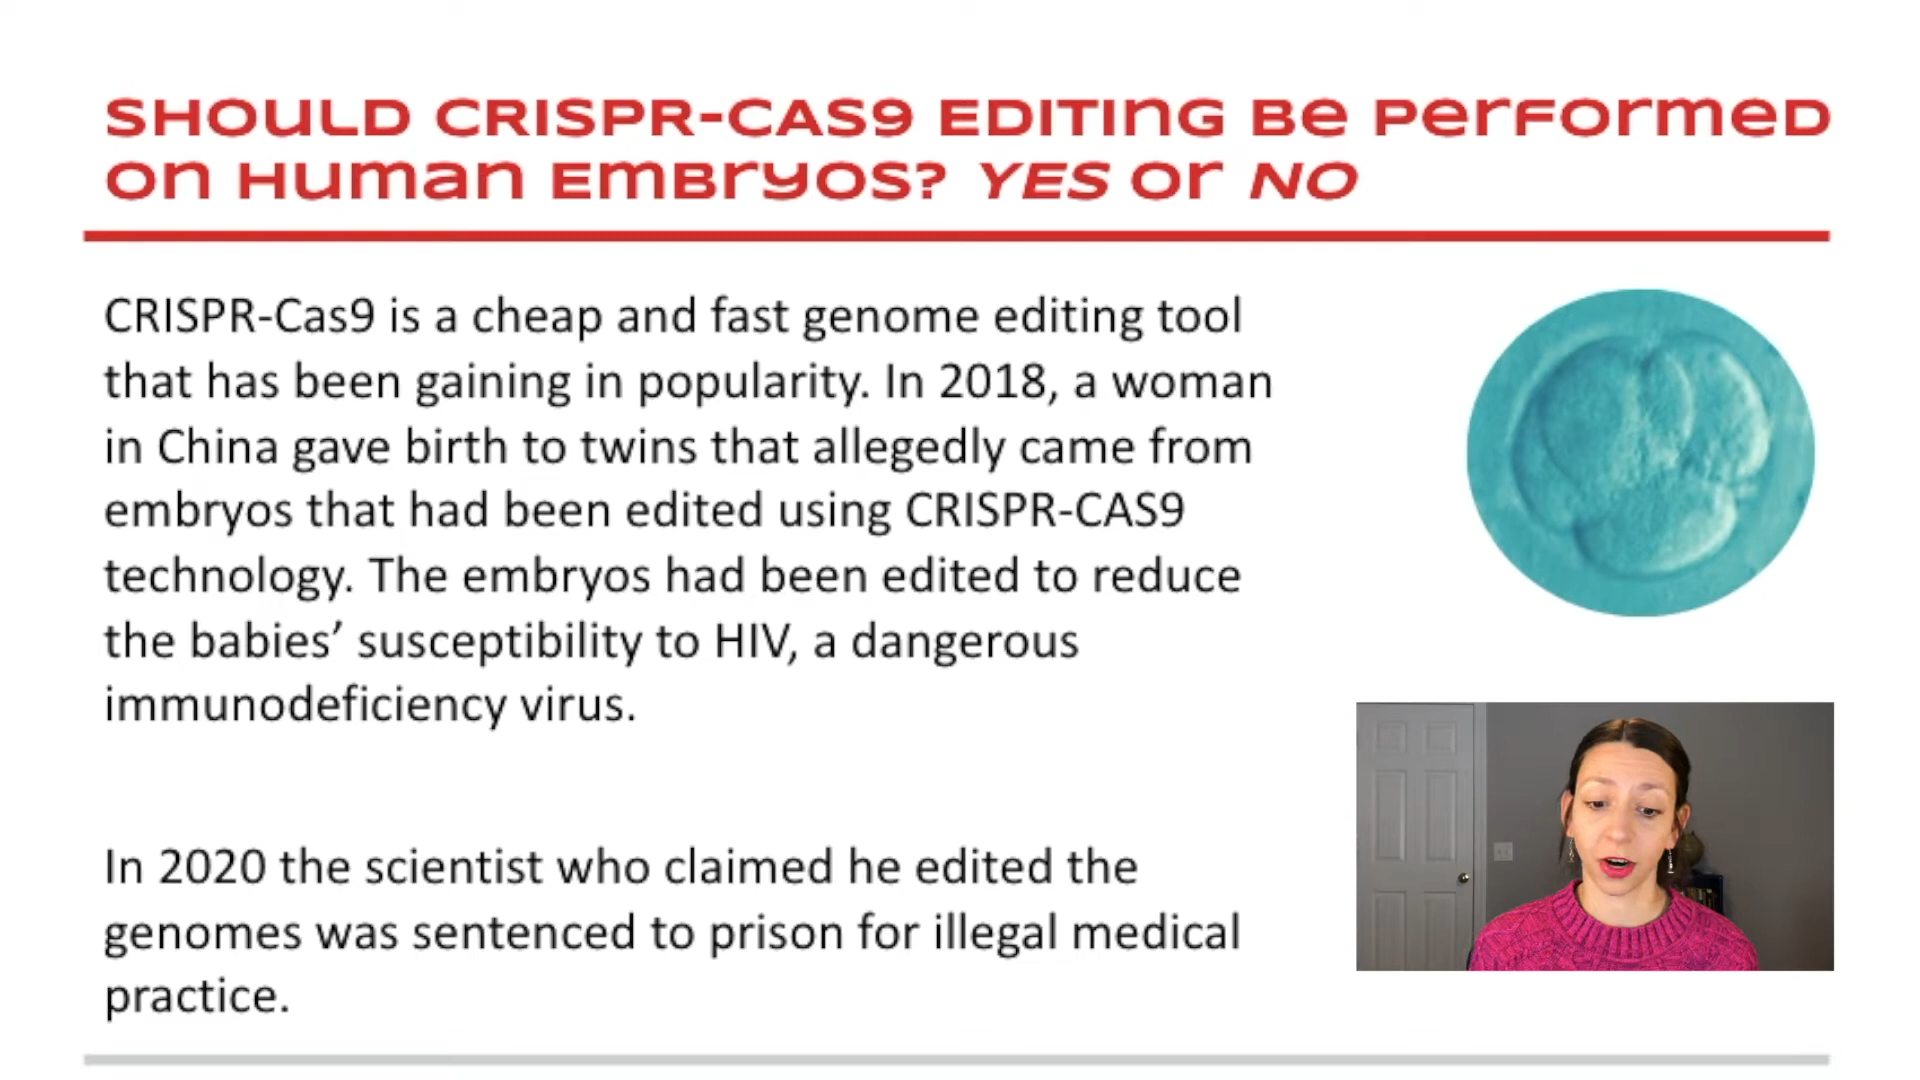 SHOULD CRISPR-CAS9 EDITING BE PERFORMED
ON HUMAN EMBRYOS? YES OR NO
CRISPR-Cas9 is a cheap and fast genome editing tool
that has been gaining in popularity. In 2018, a woman
in China gave birth to twins that allegedly came from
embryos that had been edited using CRISPR-CAS9
technology. The embryos had been edited to reduce
the babies’ susceptibility to HIV, a dangerous
immunodeficiency virus.
In 2020 the scientist who claimed he edited the
genomes was sentenced to prison for illegal medical
practice.